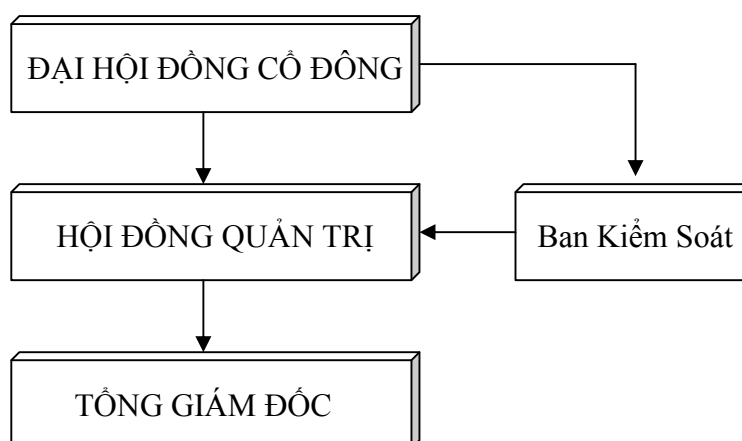 ĐẠI HỘI ĐỒNG CỔ ĐÔNG
HỘI ĐỒNG QUẢN TRỊ
Ban Kiểm Soát
TỔNG GIÁM ĐỐC